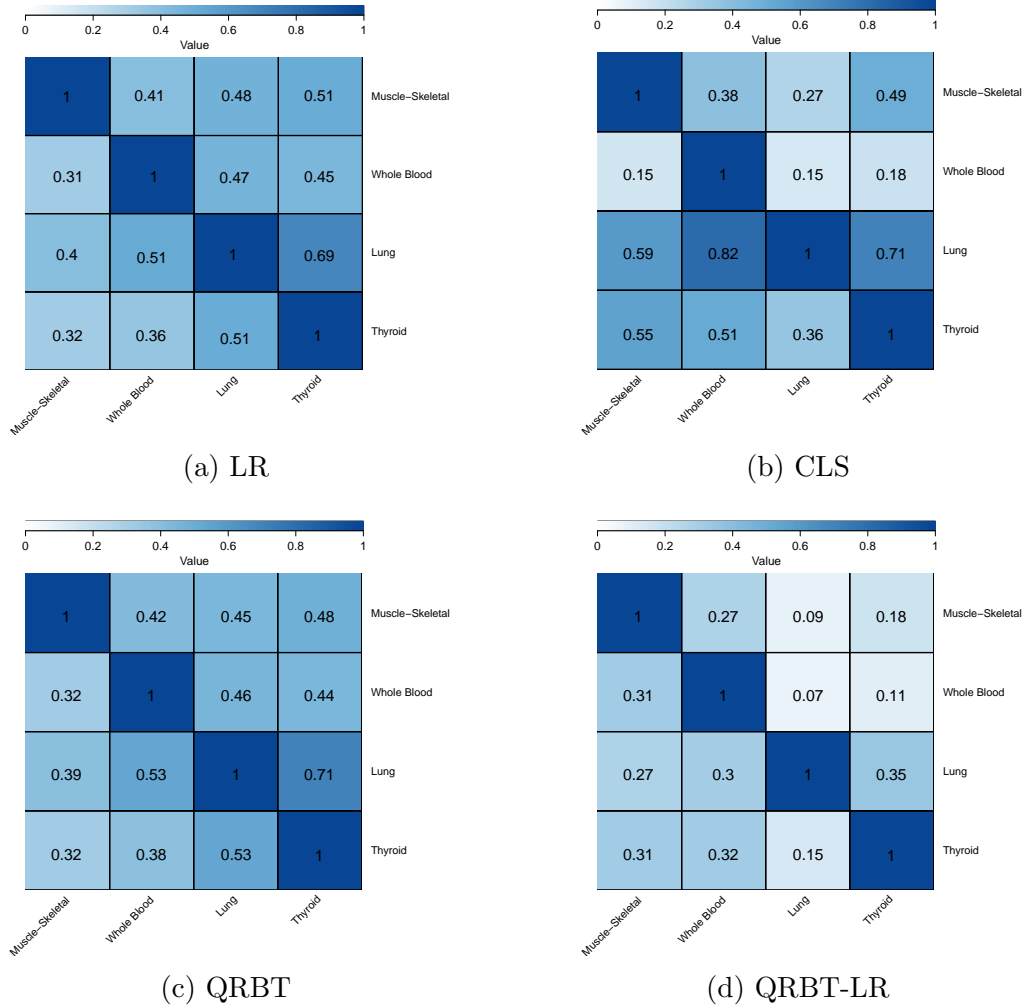 0 0.2 0.4 0.6 0.8 1
Value
1 0.41 0.48 0.51 Muscle−Skeletal
0.31 1 0.47 0.45 Whole Blood
0.4 0.51 1 0.69 Lung
0.32 0.36 0.51 1 Thyroid
Muscle−Skeletal Whole Blood Lung Thyroid
(a) LR
0 0.2 0.4 0.6 0.8 1
Value
1 0.38 0.27 0.49 Muscle−Skeletal
0.15 1 0.15 0.18 Whole Blood
0.59 0.82 1 0.71 Lung
0.55 0.51 0.36 1 Thyroid
Muscle−Skeletal Whole Blood Lung Thyroid
(b) CLS
0 0.2 0.4 0.6 0.8 1
Value
1 0.42 0.45 0.48 Muscle−Skeletal
0.32 1 0.46 0.44 Whole Blood
0.39 0.53 1 0.71 Lung
0.32 0.38 0.53 1 Thyroid
Muscle−Skeletal Whole Blood Lung Thyroid
(c) QRBT
0 0.2 0.4 0.6 0.8 1
Value
1 0.27 0.09 0.18 Muscle−Skeletal
0.31 1 0.07 0.11 Whole Blood
0.27 0.3 1 0.35 Lung
0.31 0.32 0.15 1 Thyroid
Muscle−Skeletal Whole Blood Lung Thyroid
(d) QRBT-LR